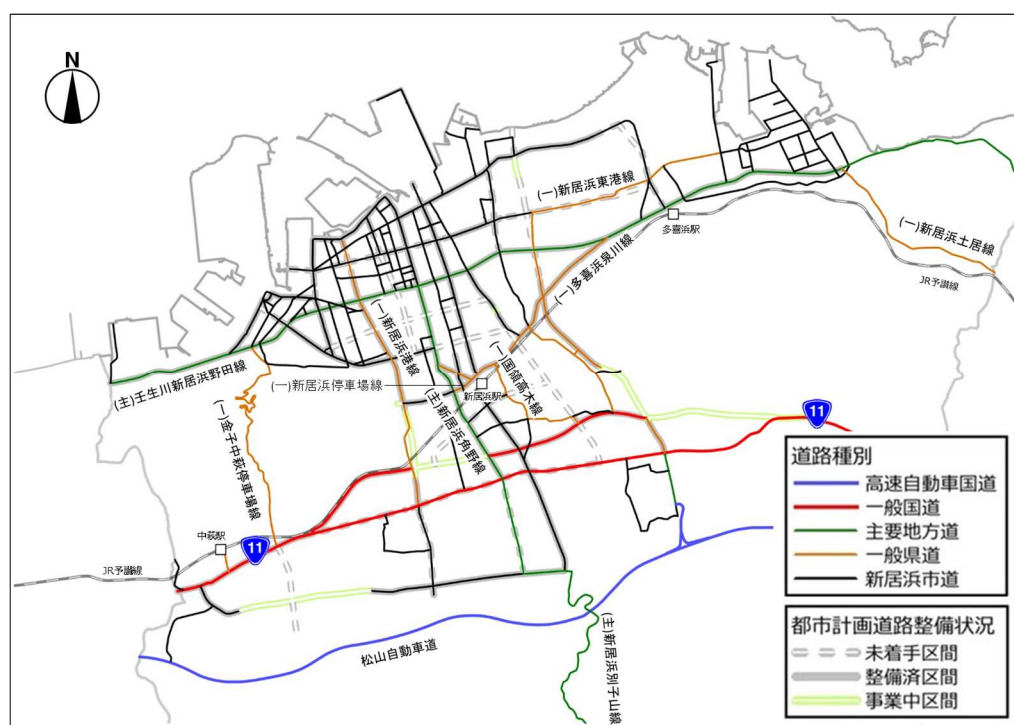 N
(一)新居浜東港線
多喜浜駅
(一)多喜浜泉川線
(一)新居浜土居線
JR予讃線
(主)壬生川新居浜野田線
(一)新居浜港線
(一)新居浜停車場線
新居浜駅
(一)国領高木線
(主)新居浜角野線
(一)金子中萩停車場線
11
中萩駅
11
JR予讃線
松山自動車道
(主)新居浜別子山線
道路種別
高速自動車国道
一般国道
主要地方道
一般県道
新居浜市道
都市計画道路整備状況
未着手区間
整備済区間
事業中区間